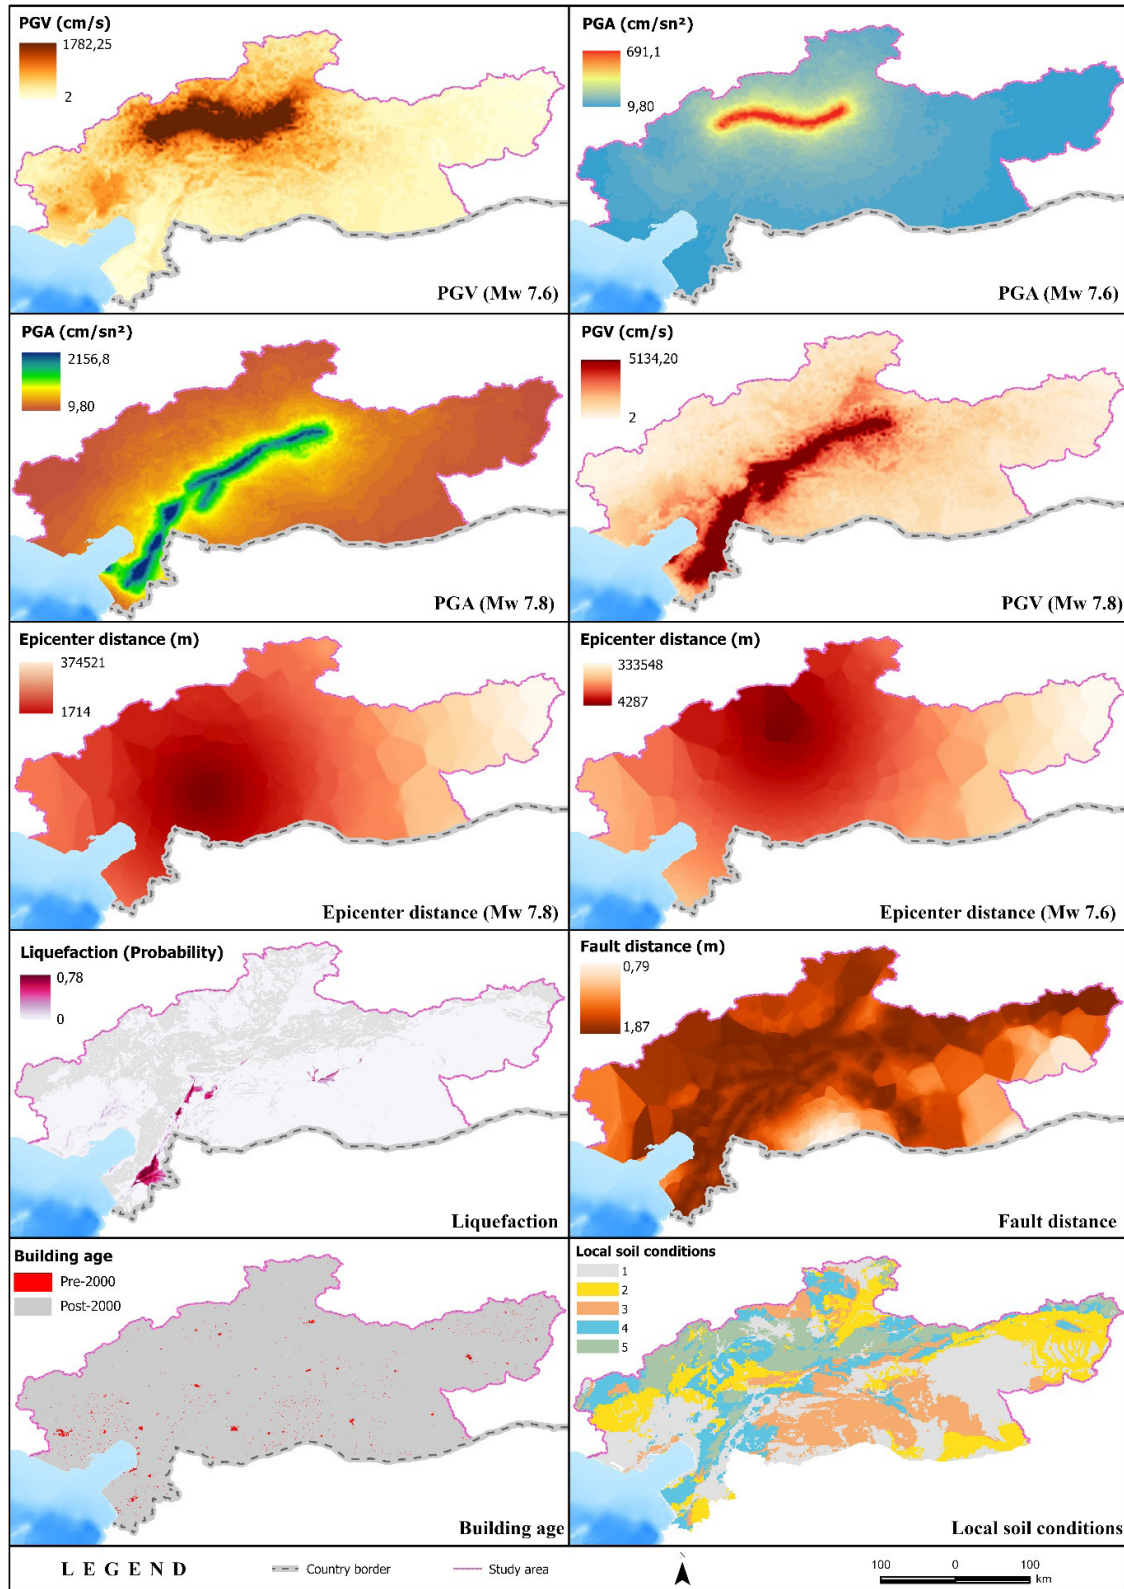 PGV (cm/s)
1782,25
2
PGV (Mw 7.6)
PGA (cm/sn²)
691,1
9,80
PGA (Mw 7.6)
PGA (cm/sn²)
2156,8
9,80
PGA (Mw 7.8)
PGV (cm/s)
5134,20
2
PGV (Mw 7.8)
Epicenter distance (m)
374521
1714
Epicenter distance (Mw 7.8)
Epicenter distance (m)
333548
4287
Epicenter distance (Mw 7.6)
Liquefaction (Probability)
0,78
0
Liquefaction
Fault distance (m)
0,79
1,87
Fault distance
Building age
Pre-2000
Post-2000
Building age
Local soil conditions
1
2
3
4
5
Local soil conditions
L E G E N D
Country border
Study area
N
100 0 100
km